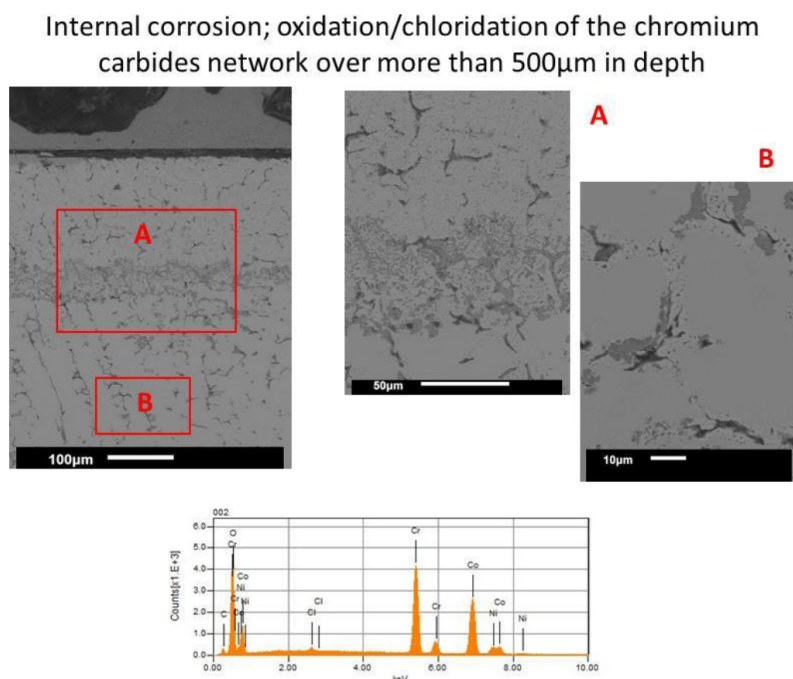 Internal corrosion; oxidation/chloridation of the chromium
carbides network over more than 500µm in depth
A
B
100µm
50µm
A
B
10µm
002
Counts[x1.E+3]
6.0
5.0
4.0
3.0
2.0
1.0
0.0
C
O
Cr
Cr
Co
Co
Ni
Ni
Cl
Cl
Cr
Cr
Co
Ni
Co
Ni
0.00
2.00
4.00
6.00
8.00
10.00